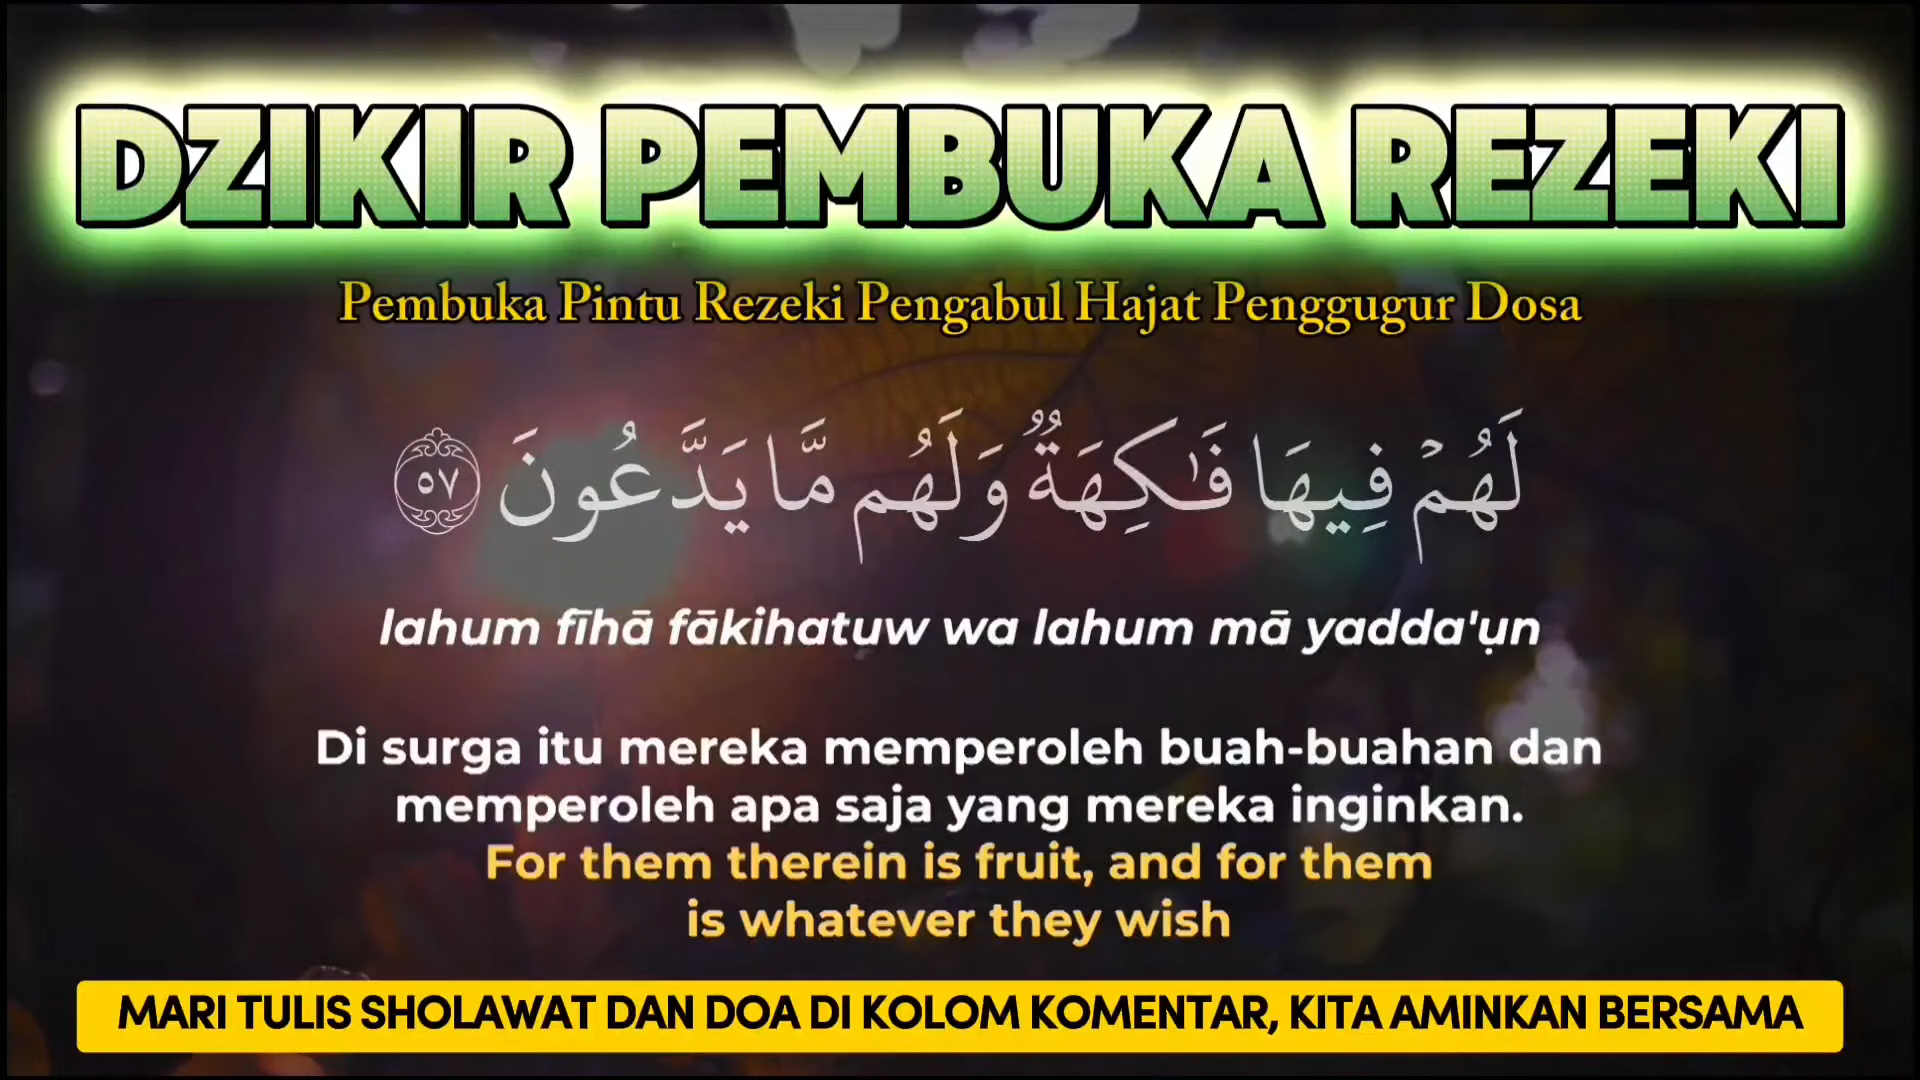 DZIKIR PEMBUKA REZEKI
Pembuka Pintu Rezeki Pengabul Hajat Penggugur Dosa
لَهُمْ فِيهَا فَٰكِهَةٌ وَلَهُم مَّا يَدَّعُونَ ٥٧
lahum fīhā fākihatuw wa lahum mā yadda'ụn
Di surga itu mereka memperoleh buah-buahan dan
memperoleh apa saja yang mereka inginkan.
For them therein is fruit, and for them
is whatever they wish
MARI TULIS SHOLAWAT DAN DOA DI KOLOM KOMENTAR, KITA AMINKAN BERSAMA